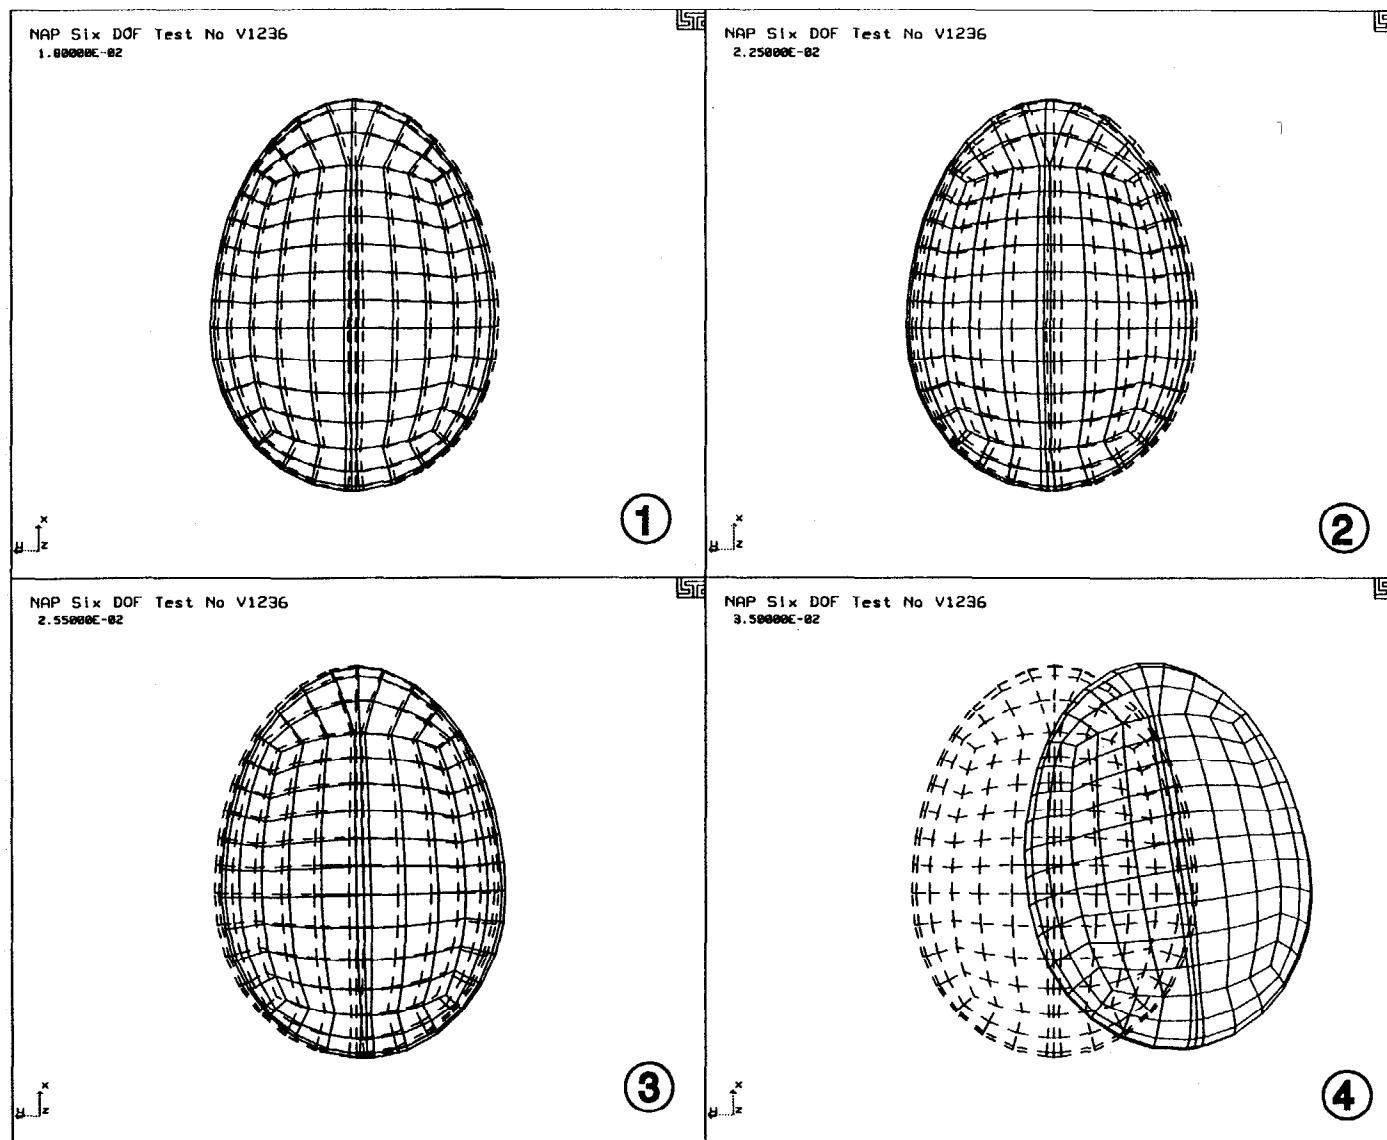 NAP Six DOF Test No V1236
1.80000E-02
x
y z
1
NAP Six DOF Test No V1236
2.25000E-02
x
y z
2
NAP Six DOF Test No V1236
2.55000E-02
x
y z
3
NAP Six DOF Test No V1236
3.50000E-02
x
y z
4